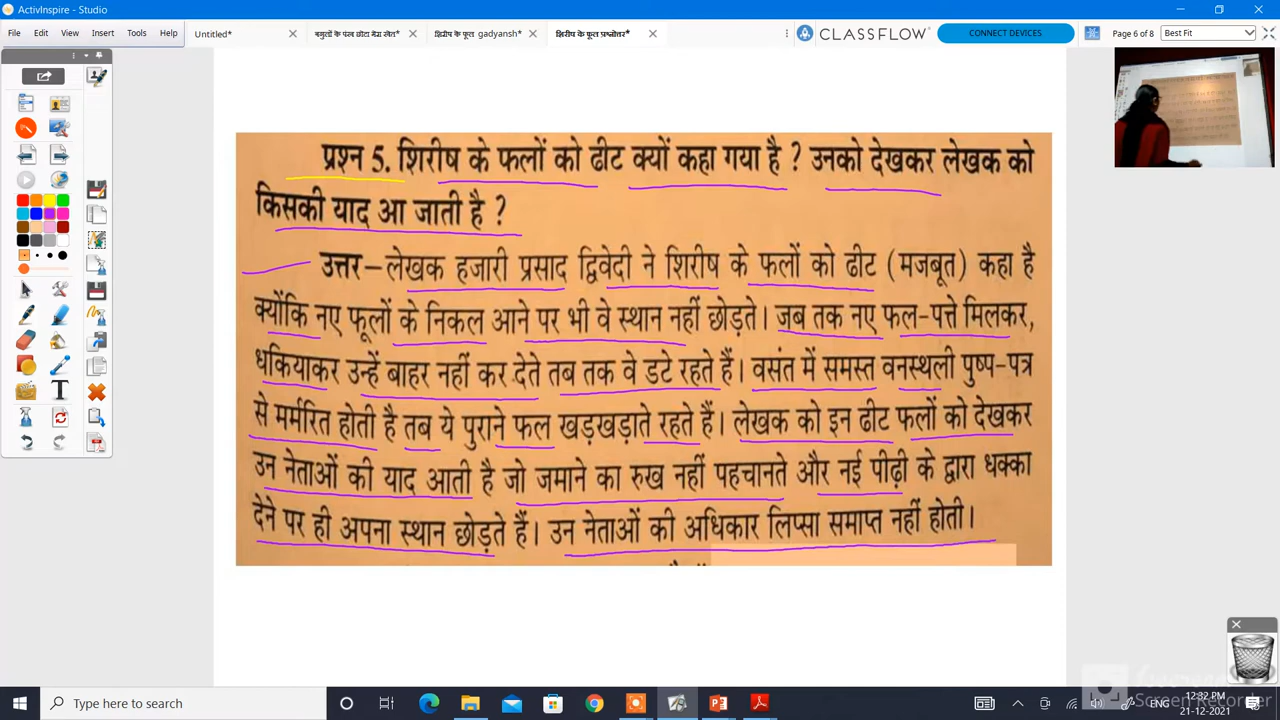 ActivInspire - Studio
File Edit View Insert Tools Help
Untitled*
शिरीष के फूल gadyansh*
शिरीष के फूल प्रश्नोत्तर*
CLASSFLOW
CONNECT DEVICES
Page 6 of 8
Best Fit
प्रश्न 5. शिरीष के फलों को ढीट क्यों कहा गया है ? उनको देखकर लेखक को
किसकी याद आ जाती है ?
उत्तर–लेखक हजारी प्रसाद द्विवेदी ने शिरीष के फलों को ढीट (मजबूत) कहा है
क्योंकि नए फूलों के निकल आने पर भी वे स्थान नहीं छोड़ते। जब तक नए फल-पत्ते मिलकर,
धकियाकर उन्हें बाहर नहीं कर देते तब तक वे डटे रहते हैं। वसंत में समस्त वनस्थली पुष्प-पत्र
से मर्मरित होती है तब ये पुराने फल खड़खड़ाते रहते हैं। लेखक को इन ढीट फलों को देखकर
उन नेताओं की याद आती है जो जमाने का रुख नहीं पहचानते और नई पीढ़ी के द्वारा धक्का
देने पर ही अपना स्थान छोड़ते हैं। उन नेताओं की अधिकार लिप्सा समाप्त नहीं होती।
Screen Recorder
Type here to search
ENG
12:32 PM
21-12-2021